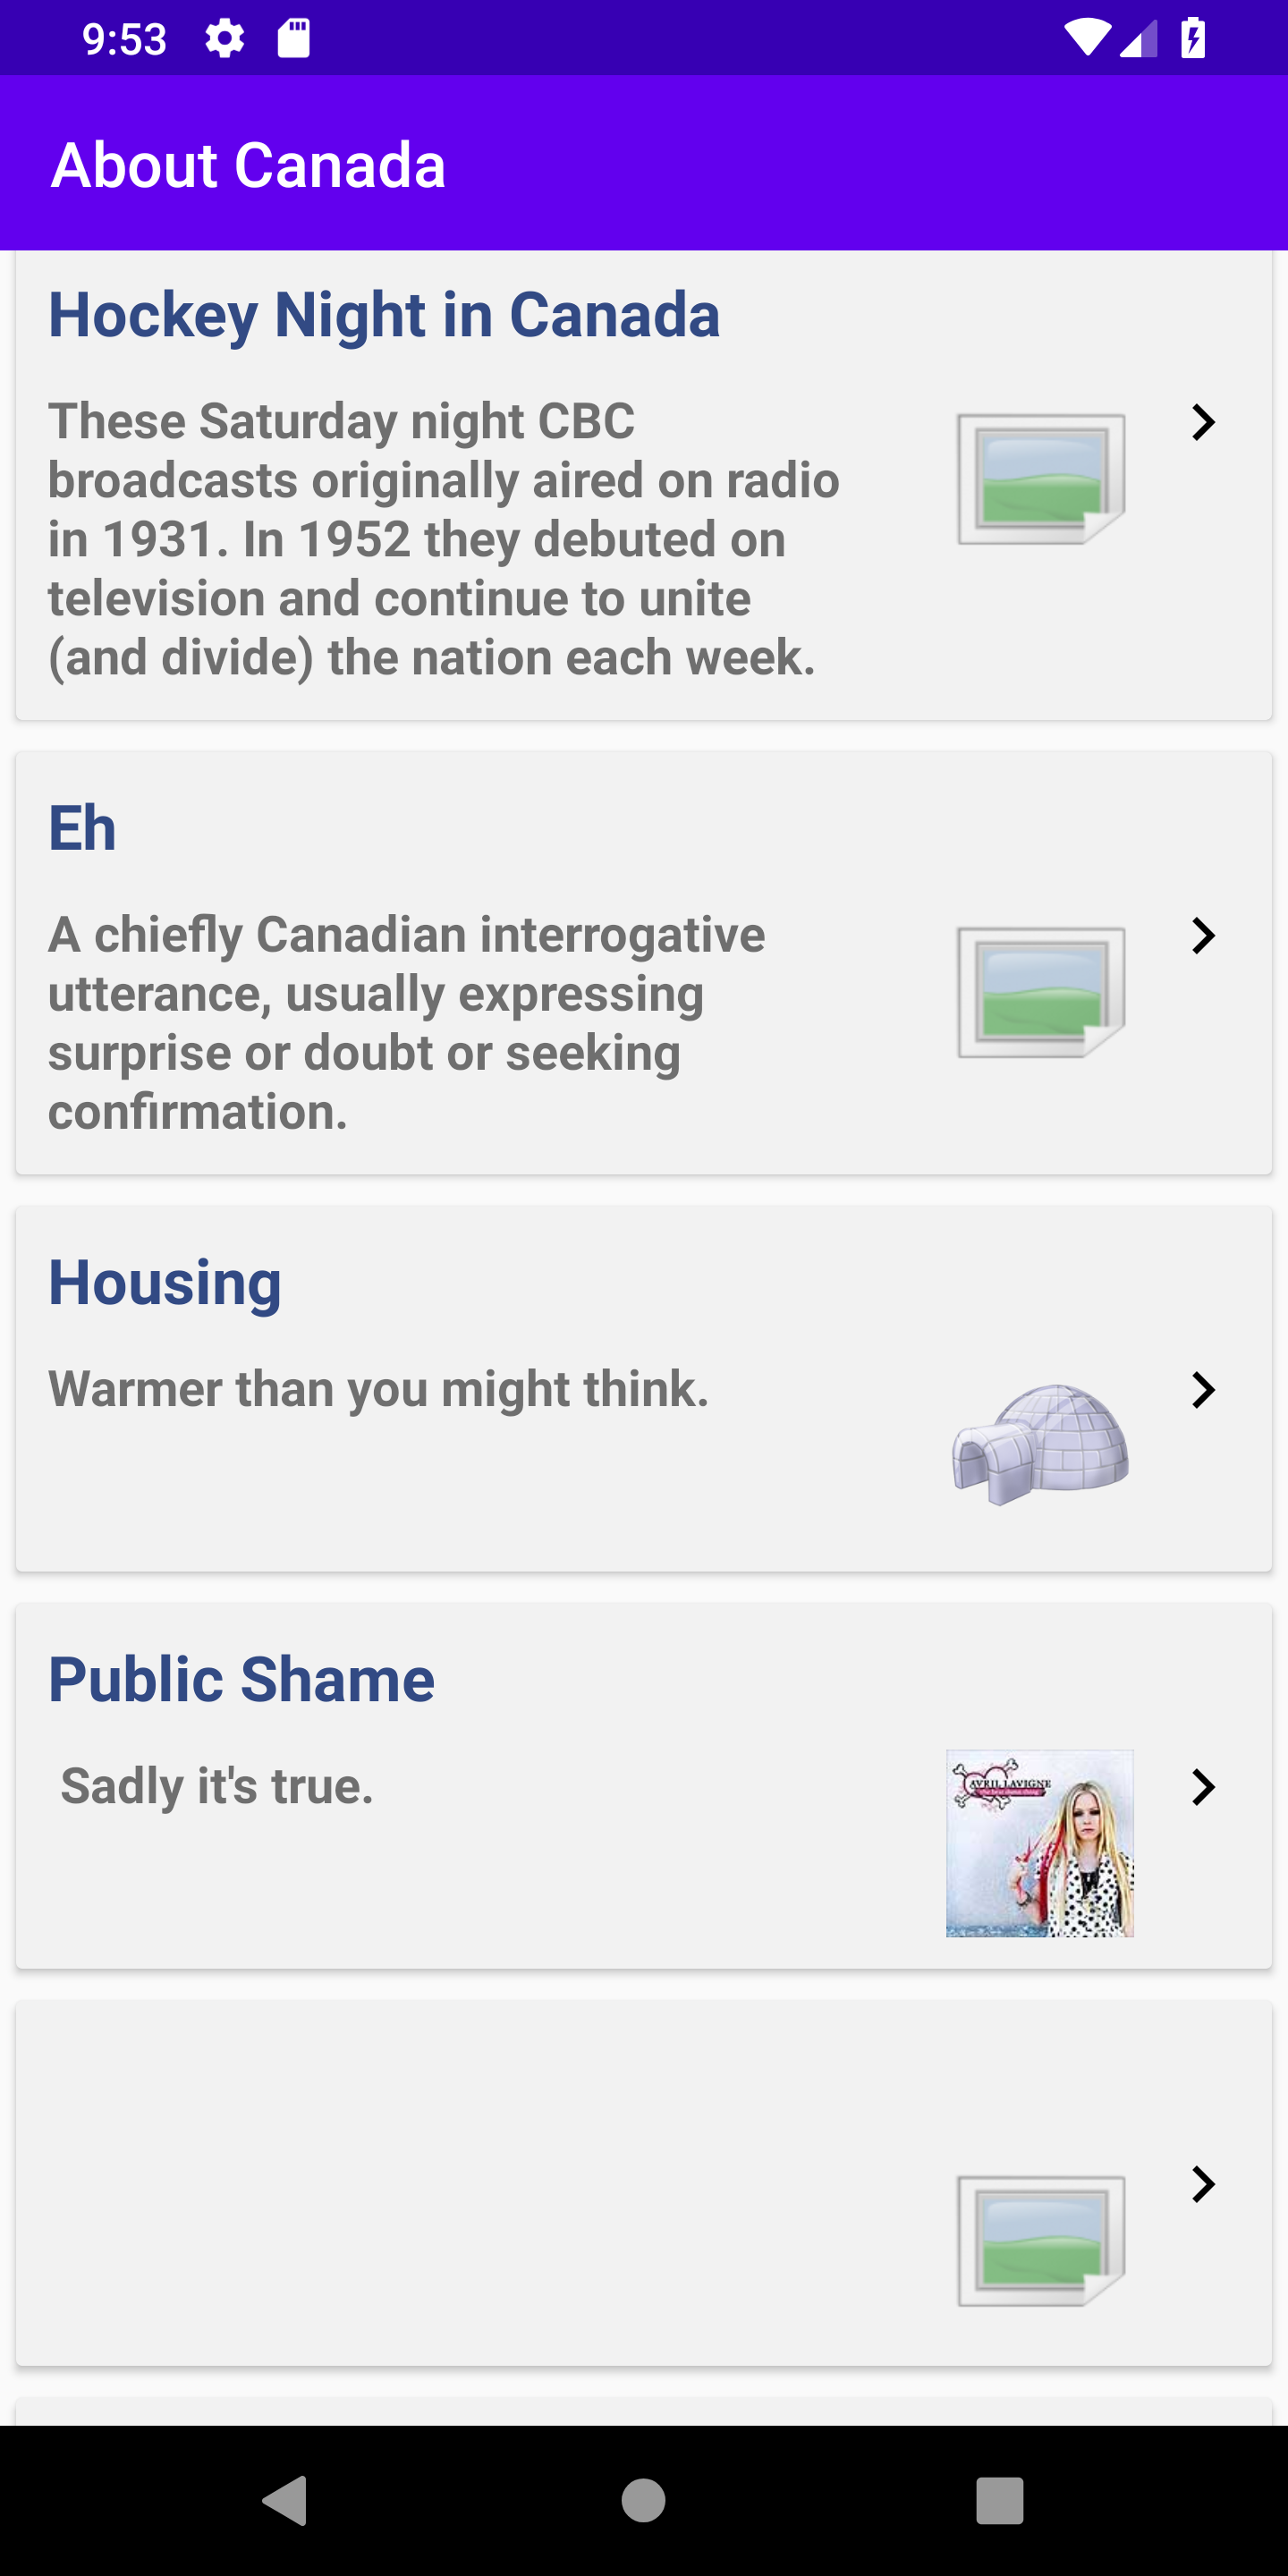 9:53
About Canada
Hockey Night in Canada
These Saturday night CBC
broadcasts originally aired on radio
in 1931. In 1952 they debuted on
television and continue to unite
(and divide) the nation each week.
Eh
A chiefly Canadian interrogative
utterance, usually expressing
surprise or doubt or seeking
confirmation.
Housing
Warmer than you might think.
Public Shame
Sadly it's true.
AVRIL LAVIGNE